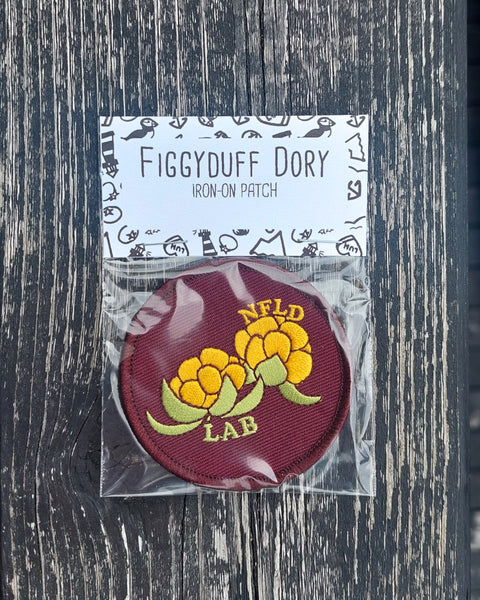 FIGGYDUFF DORY
IRON-ON PATCH
NFLD
LAB